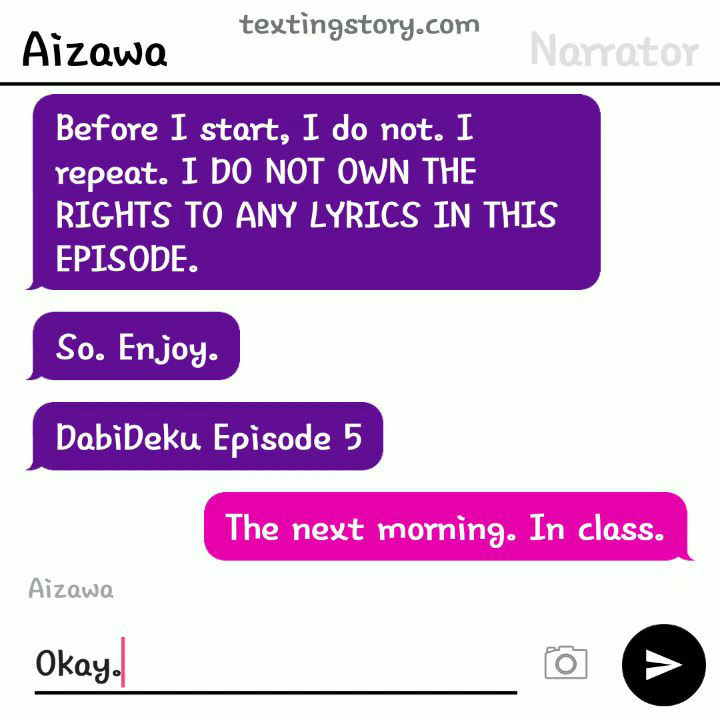 textingstory.com
Aizawa
Narrator
Before I start, I do not. I
repeat. I DO NOT OWN THE
RIGHTS TO ANY LYRICS IN THIS
EPISODE.
So. Enjoy.
DabiDeku Episode 5
The next morning. In class.
Aizawa
Okay.